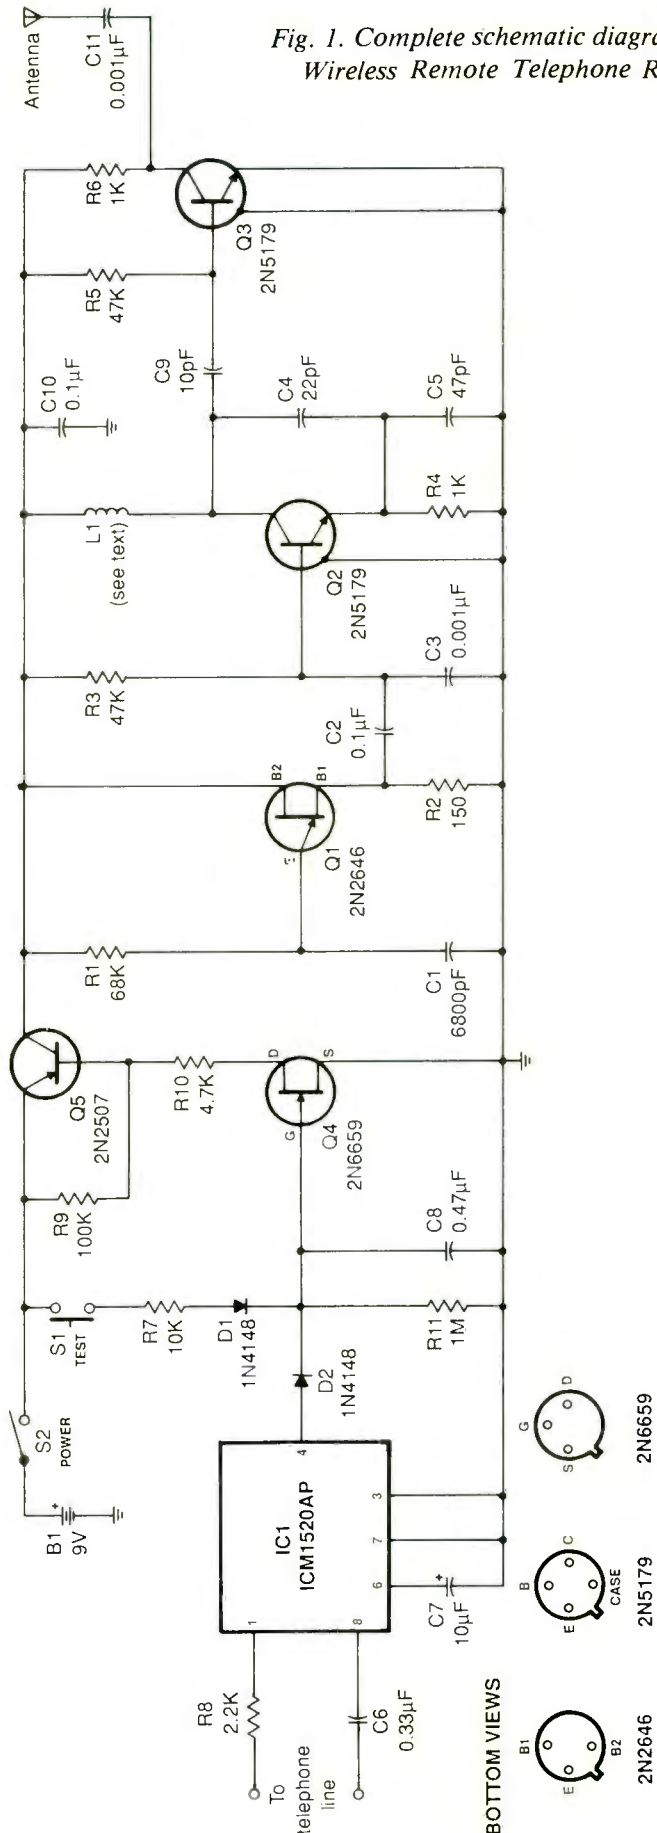 Fig. 1. Complete schematic diagra
Wireless Remote Telephone R
Antenna
C11
0.001µF
R6
1K
Q3
2N5179
R5
47K
C10
0.1µF
C9
10pF
C4
22pF
C5
47pF
L1
(see text)
Q2
2N5179
R4
1K
R3
47K
C2
0.1µF
C3
0.001µF
B2
B1
E
Q1
2N2646
R2
150
R1
68K
C1
6800pF
Q5
2N2507
R10
4.7K
D
S
G
Q4
2N6659
R9
100K
C8
0.47µF
S1
TEST
R7
10K
D1
1N4148
R11
1M
D2
1N4148
S2
POWER
B1
9V
+
IC1
ICM1520AP
4
3
7
6
1
8
C7
10µF
+
R8
2.2K
C6
0.33µF
To
telephone
line
BOTTOM VIEWS
B1
E
B2
2N2646
B
E
C
CASE
2N5179
G
S
D
2N6659